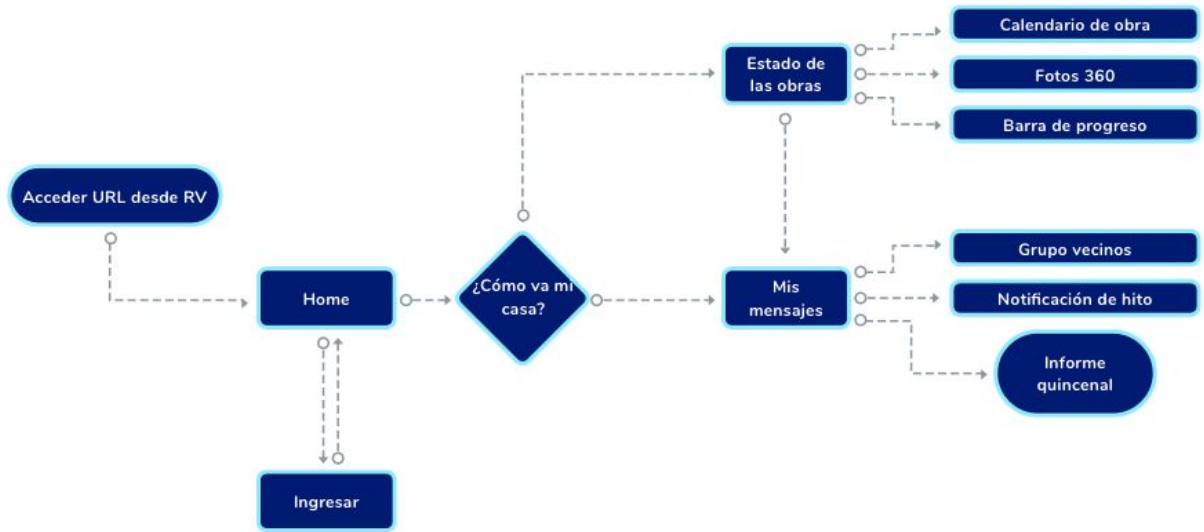 Calendario de obra
Estado de
las obras
Fotos 360
Barra de progreso
Acceder URL desde RV
Grupo vecinos
Home
¿Cómo va mi
casa?
Mis
mensajes
Notificación de hito
Informe
quincenal
Ingresar